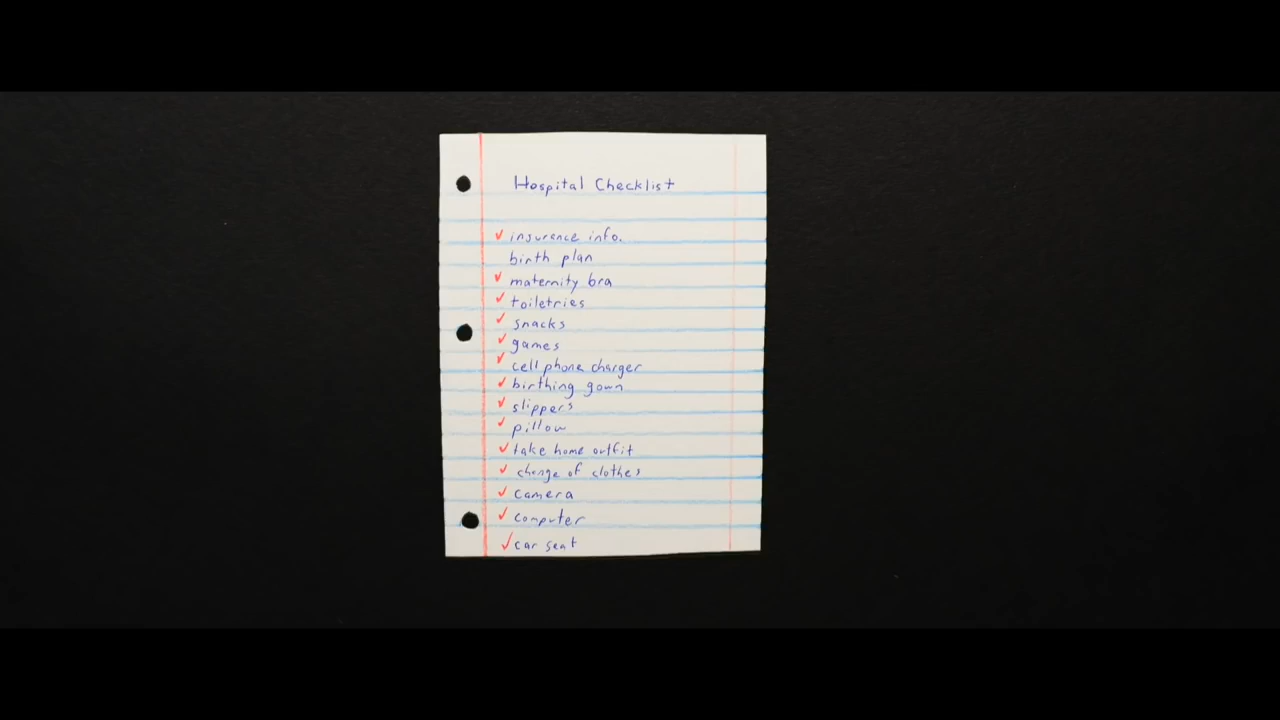 Hospital Checklist
✓ insurance info.
birth plan
✓ maternity bra
✓ toiletries
✓ snacks
✓ games
✓ cell phone charger
✓ birthing gown
✓ slippers
✓ pillow
✓ take home outfit
✓ change of clothes
✓ camera
✓ computer
✓ car seat